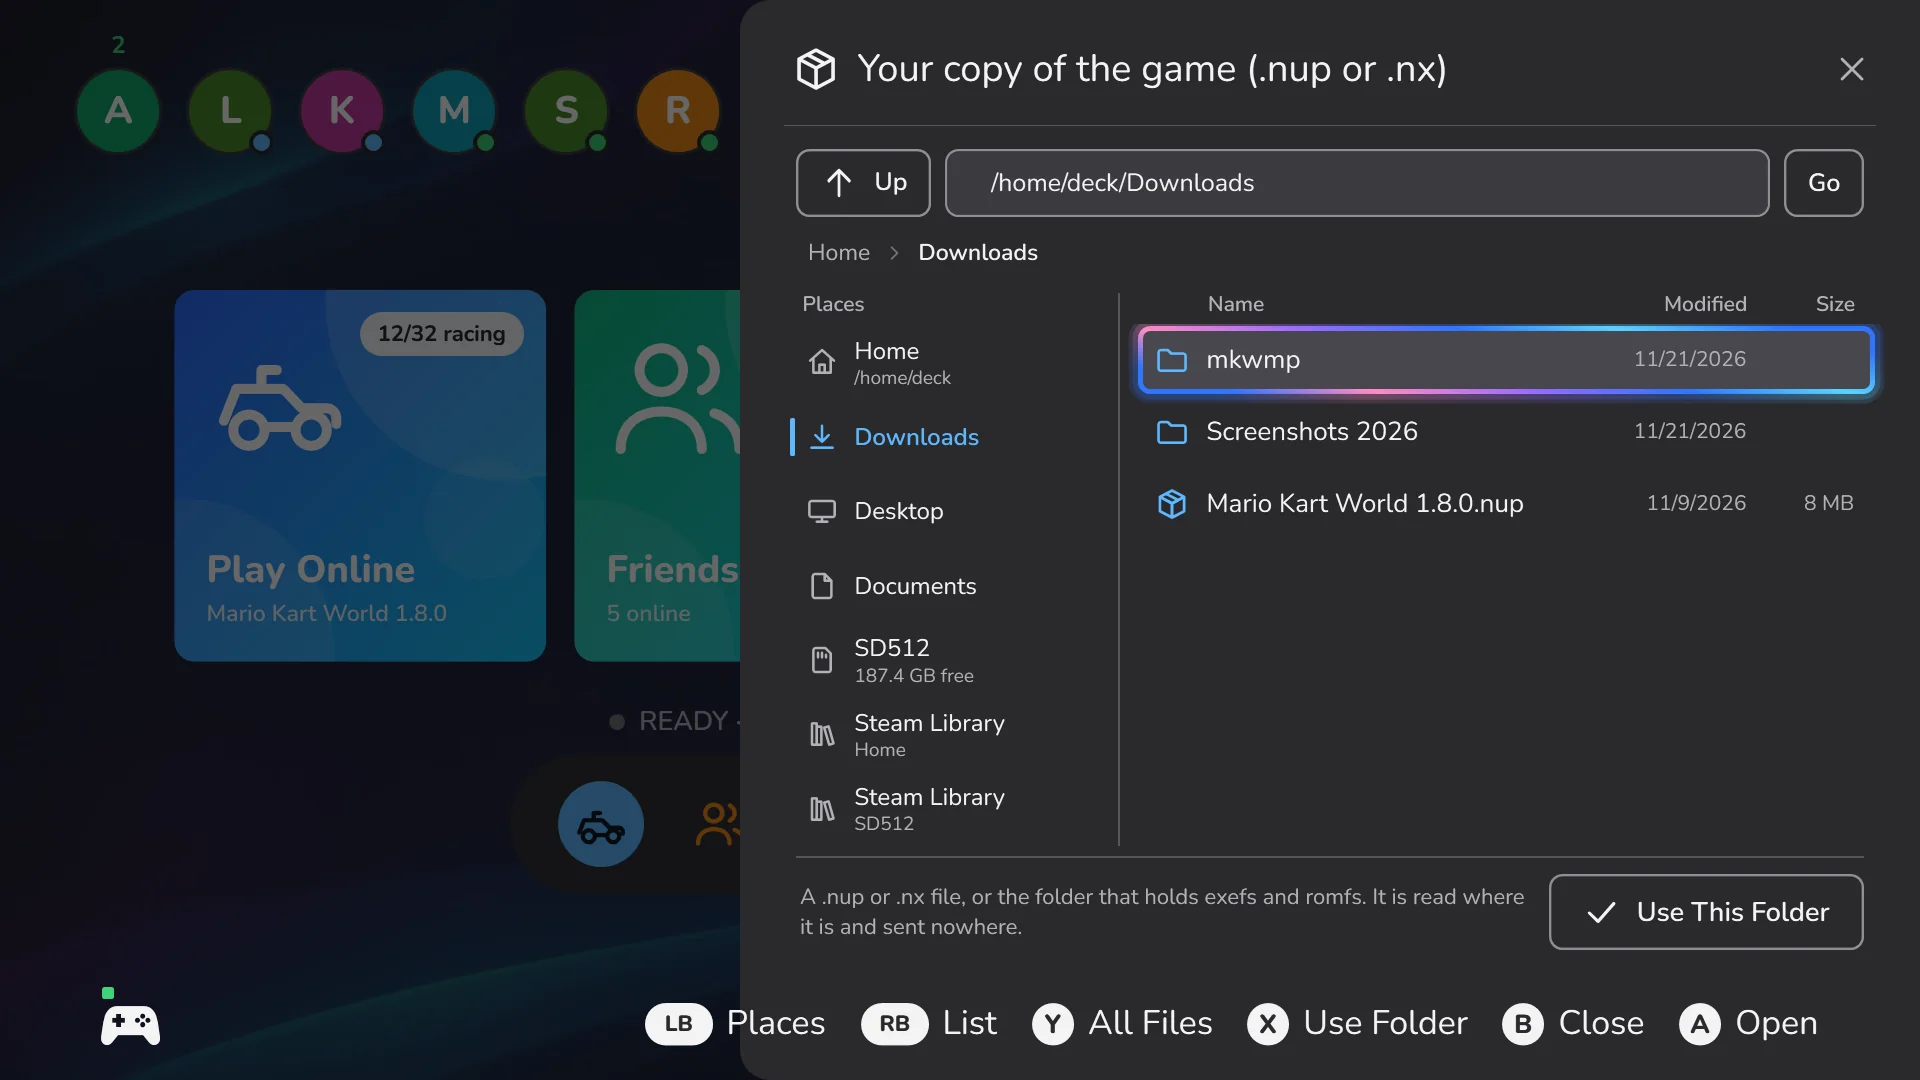 2
A
L
K
M
S
R
12/32 racing
Play Online
Mario Kart World 1.8.0
Friends
5 online
READY
Your copy of the game (.nup or .nx)
Up
/home/deck/Downloads
Go
Home > Downloads
Places
Home
/home/deck
Downloads
Desktop
Documents
SD512
187.4 GB free
Steam Library
Home
Steam Library
SD512
Name Modified Size
mkwmp 11/21/2026
Screenshots 2026 11/21/2026
Mario Kart World 1.8.0.nup 11/9/2026 8 MB
A .nup or .nx file, or the folder that holds exefs and romfs. It is read where
it is and sent nowhere.
Use This Folder
LB Places RB List Y All Files X Use Folder B Close A Open